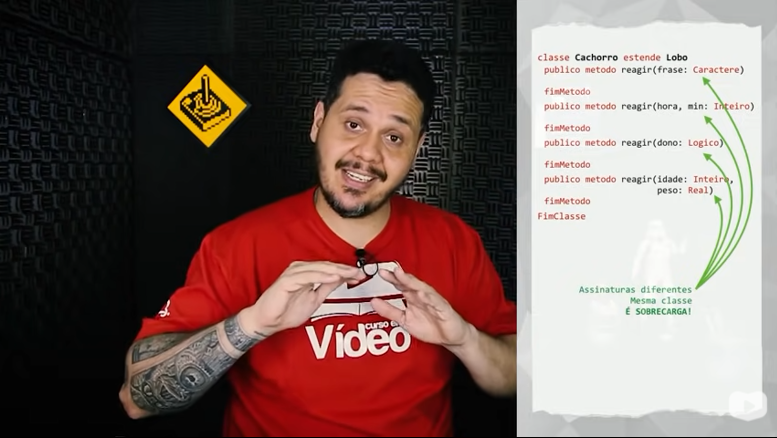 classe Cachorro estende Lobo
publico metodo reagir(frase: Caractere)
fimMetodo
publico metodo reagir(hora, min: Inteiro)
fimMetodo
publico metodo reagir(dono: Logico)
fimMetodo
publico metodo reagir(idade: Inteiro,
peso: Real)
fimMetodo
FimClasse
Assinaturas diferentes
Mesma classe
É SOBRECARGA!
curso em
Vídeo